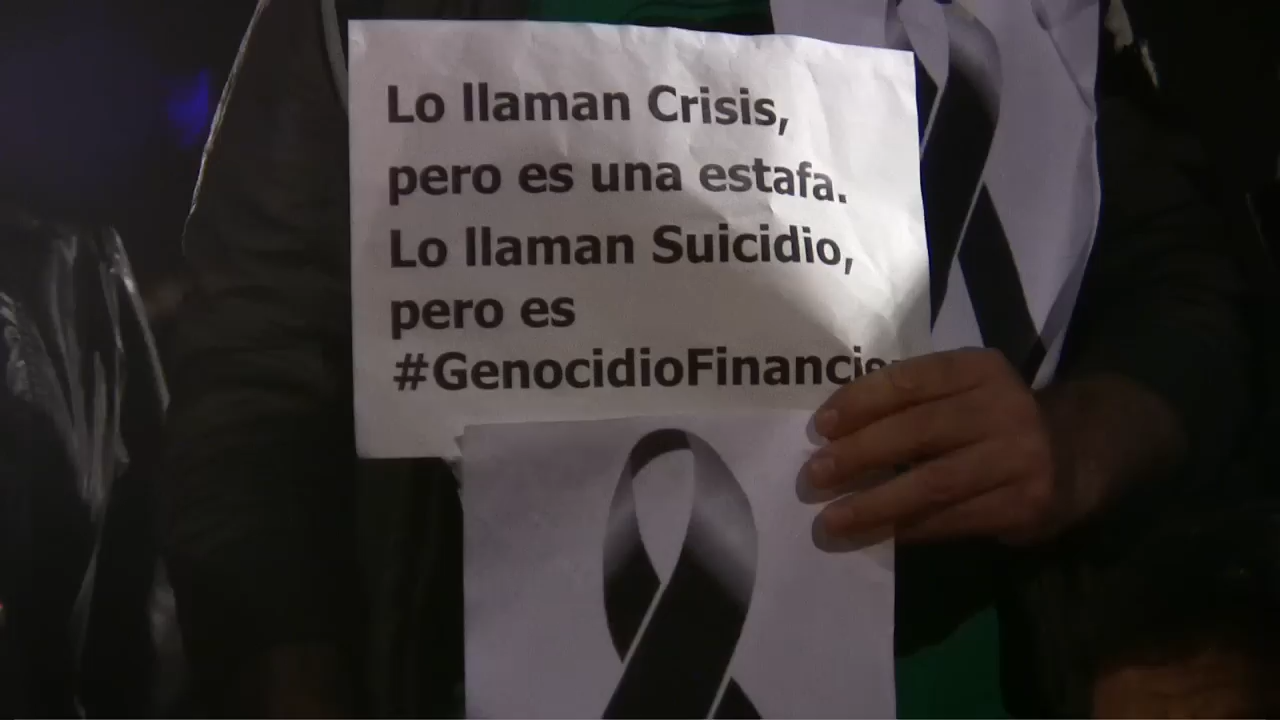 Lo llaman Crisis,
pero es una estafa.
Lo llaman Suicidio,
pero es
#GenocidioFinancie